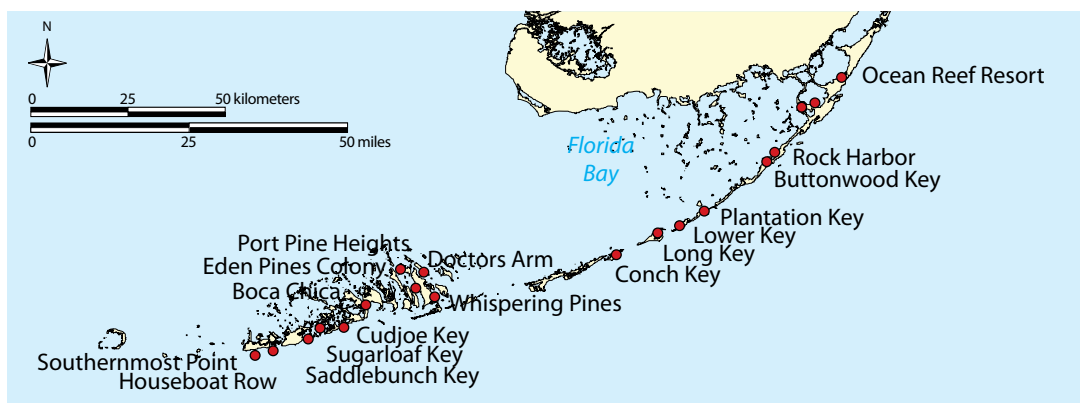 N
0 25 50 kilometers
0 25 50 miles
Florida
Bay
Ocean Reef Resort
Rock Harbor
Buttonwood Key
Plantation Key
Lower Key
Long Key
Conch Key
Port Pine Heights
Doctors Arm
Eden Pines Colony
Boca Chica
Whispering Pines
Cudjoe Key
Sugarloaf Key
Saddlebunch Key
Southernmost Point
Houseboat Row